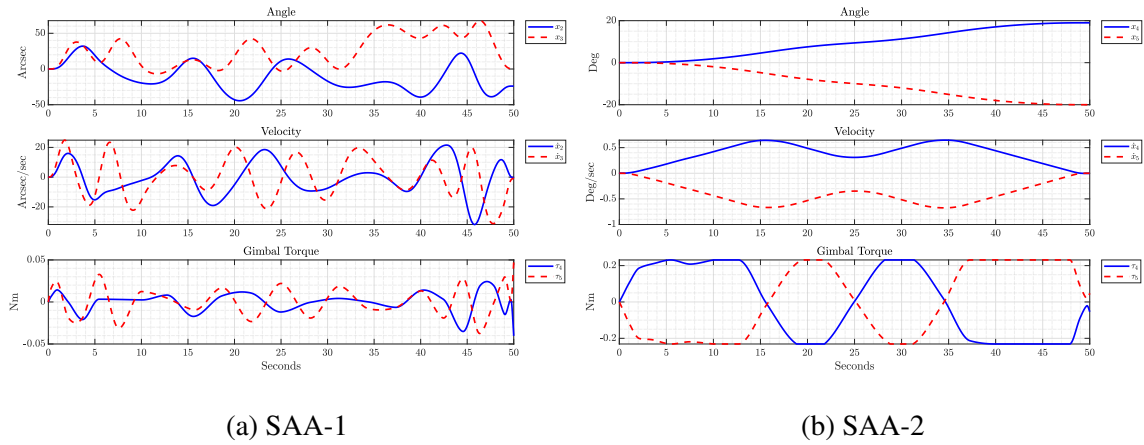 Angle
50
0
-50
Arcsec
0 5 10 15 20 25 30 35 40 45 50
x₂
x₃
Velocity
20
0
-20
Arcsec/sec
0 5 10 15 20 25 30 35 40 45 50
ẋ₂
ẋ₃
Gimbal Torque
0.05
0
-0.05
Nm
0 5 10 15 20 25 30 35 40 45 50
Seconds
τ₄
τ₅
(a) SAA-1
Angle
20
0
-20
Deg
0 5 10 15 20 25 30 35 40 45 50
x₄
x₅
Velocity
0.5
0
-0.5
-1
Deg/sec
0 5 10 15 20 25 30 35 40 45 50
ẋ₄
ẋ₅
Gimbal Torque
0.2
0
-0.2
Nm
0 5 10 15 20 25 30 35 40 45 50
Seconds
τ₄
τ₅
(b) SAA-2